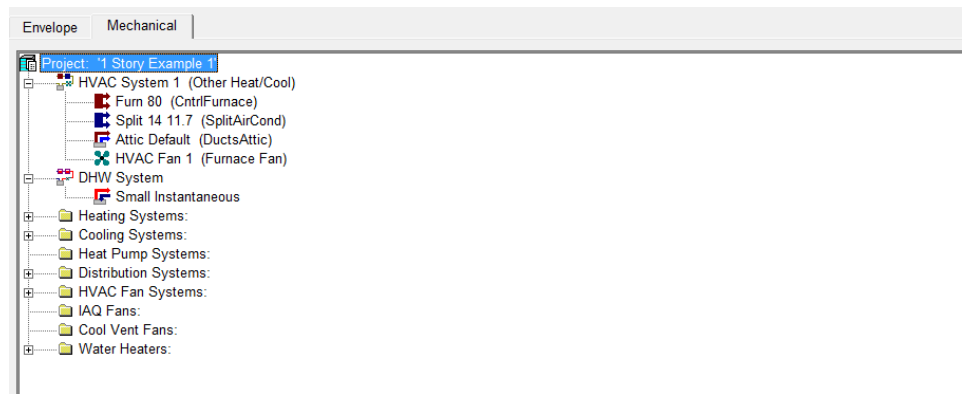 Envelope Mechanical
Project: '1 Story Example 1'
HVAC System 1 (Other Heat/Cool)
Furn 80 (CntrlFurnace)
Split 14 11.7 (SplitAirCond)
Attic Default (DuctsAttic)
HVAC Fan 1 (Furnace Fan)
DHW System
Small Instantaneous
Heating Systems:
Cooling Systems:
Heat Pump Systems:
Distribution Systems:
HVAC Fan Systems:
IAQ Fans:
Cool Vent Fans:
Water Heaters: